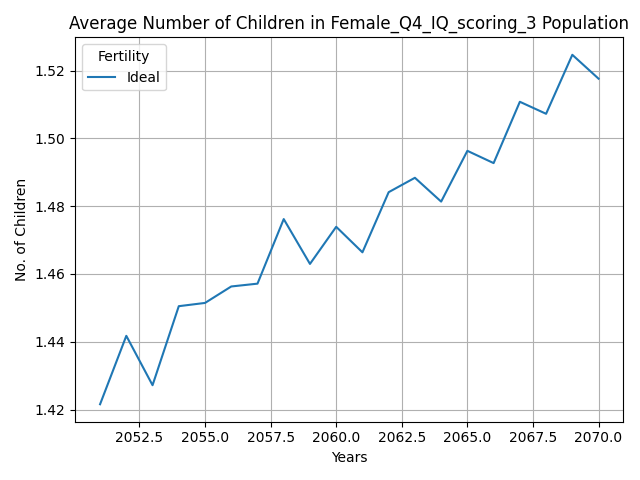 Average Number of Children in Female_Q4_IQ_scoring_3 Population
Fertility
Ideal
No. of Children
1.52
1.50
1.48
1.46
1.44
1.42
2052.5 2055.0 2057.5 2060.0 2062.5 2065.0 2067.5 2070.0
Years